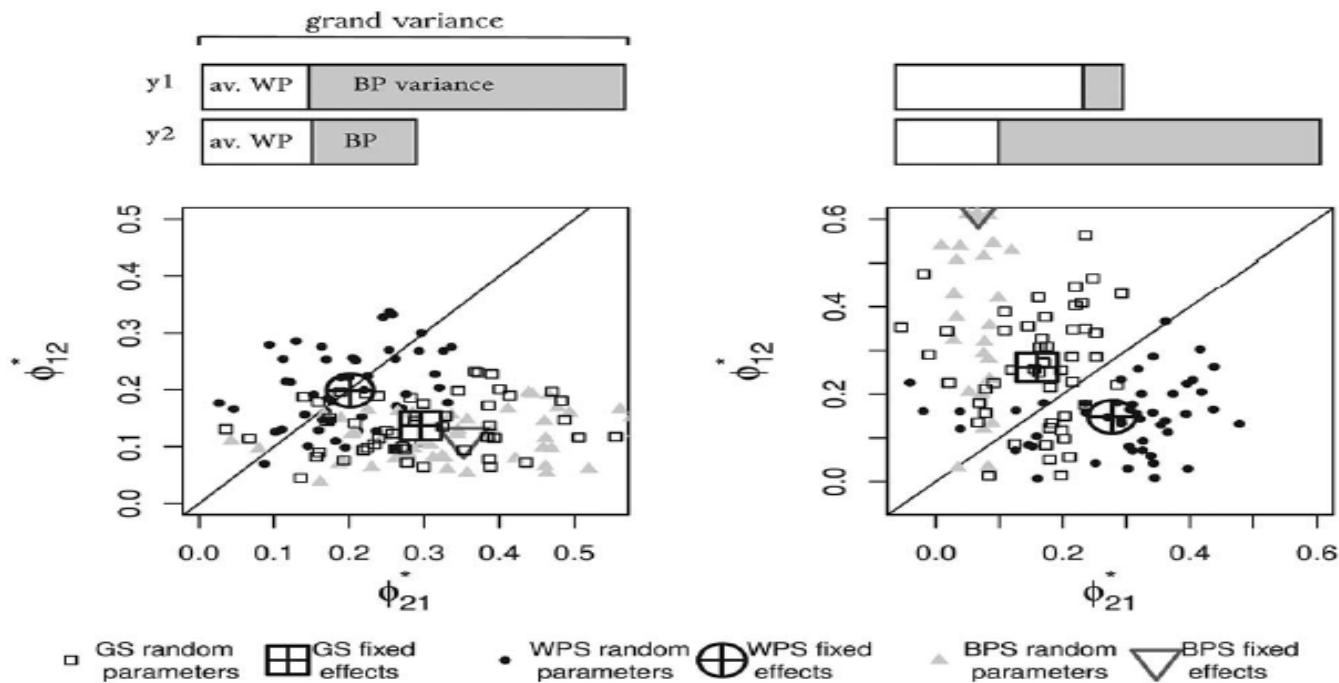 grand variance
y1 av. WP BP variance
y2 av. WP BP
0.5 0.4 0.3 0.2 0.1 0.0
ϕ*12
0.0 0.1 0.2 0.3 0.4 0.5
ϕ*21
0.6 0.4 0.2 0.0
ϕ*12
0.0 0.2 0.4 0.6
ϕ*21
GS random parameters
GS fixed effects
WPS random parameters
WPS fixed effects
BPS random parameters
BPS fixed effects